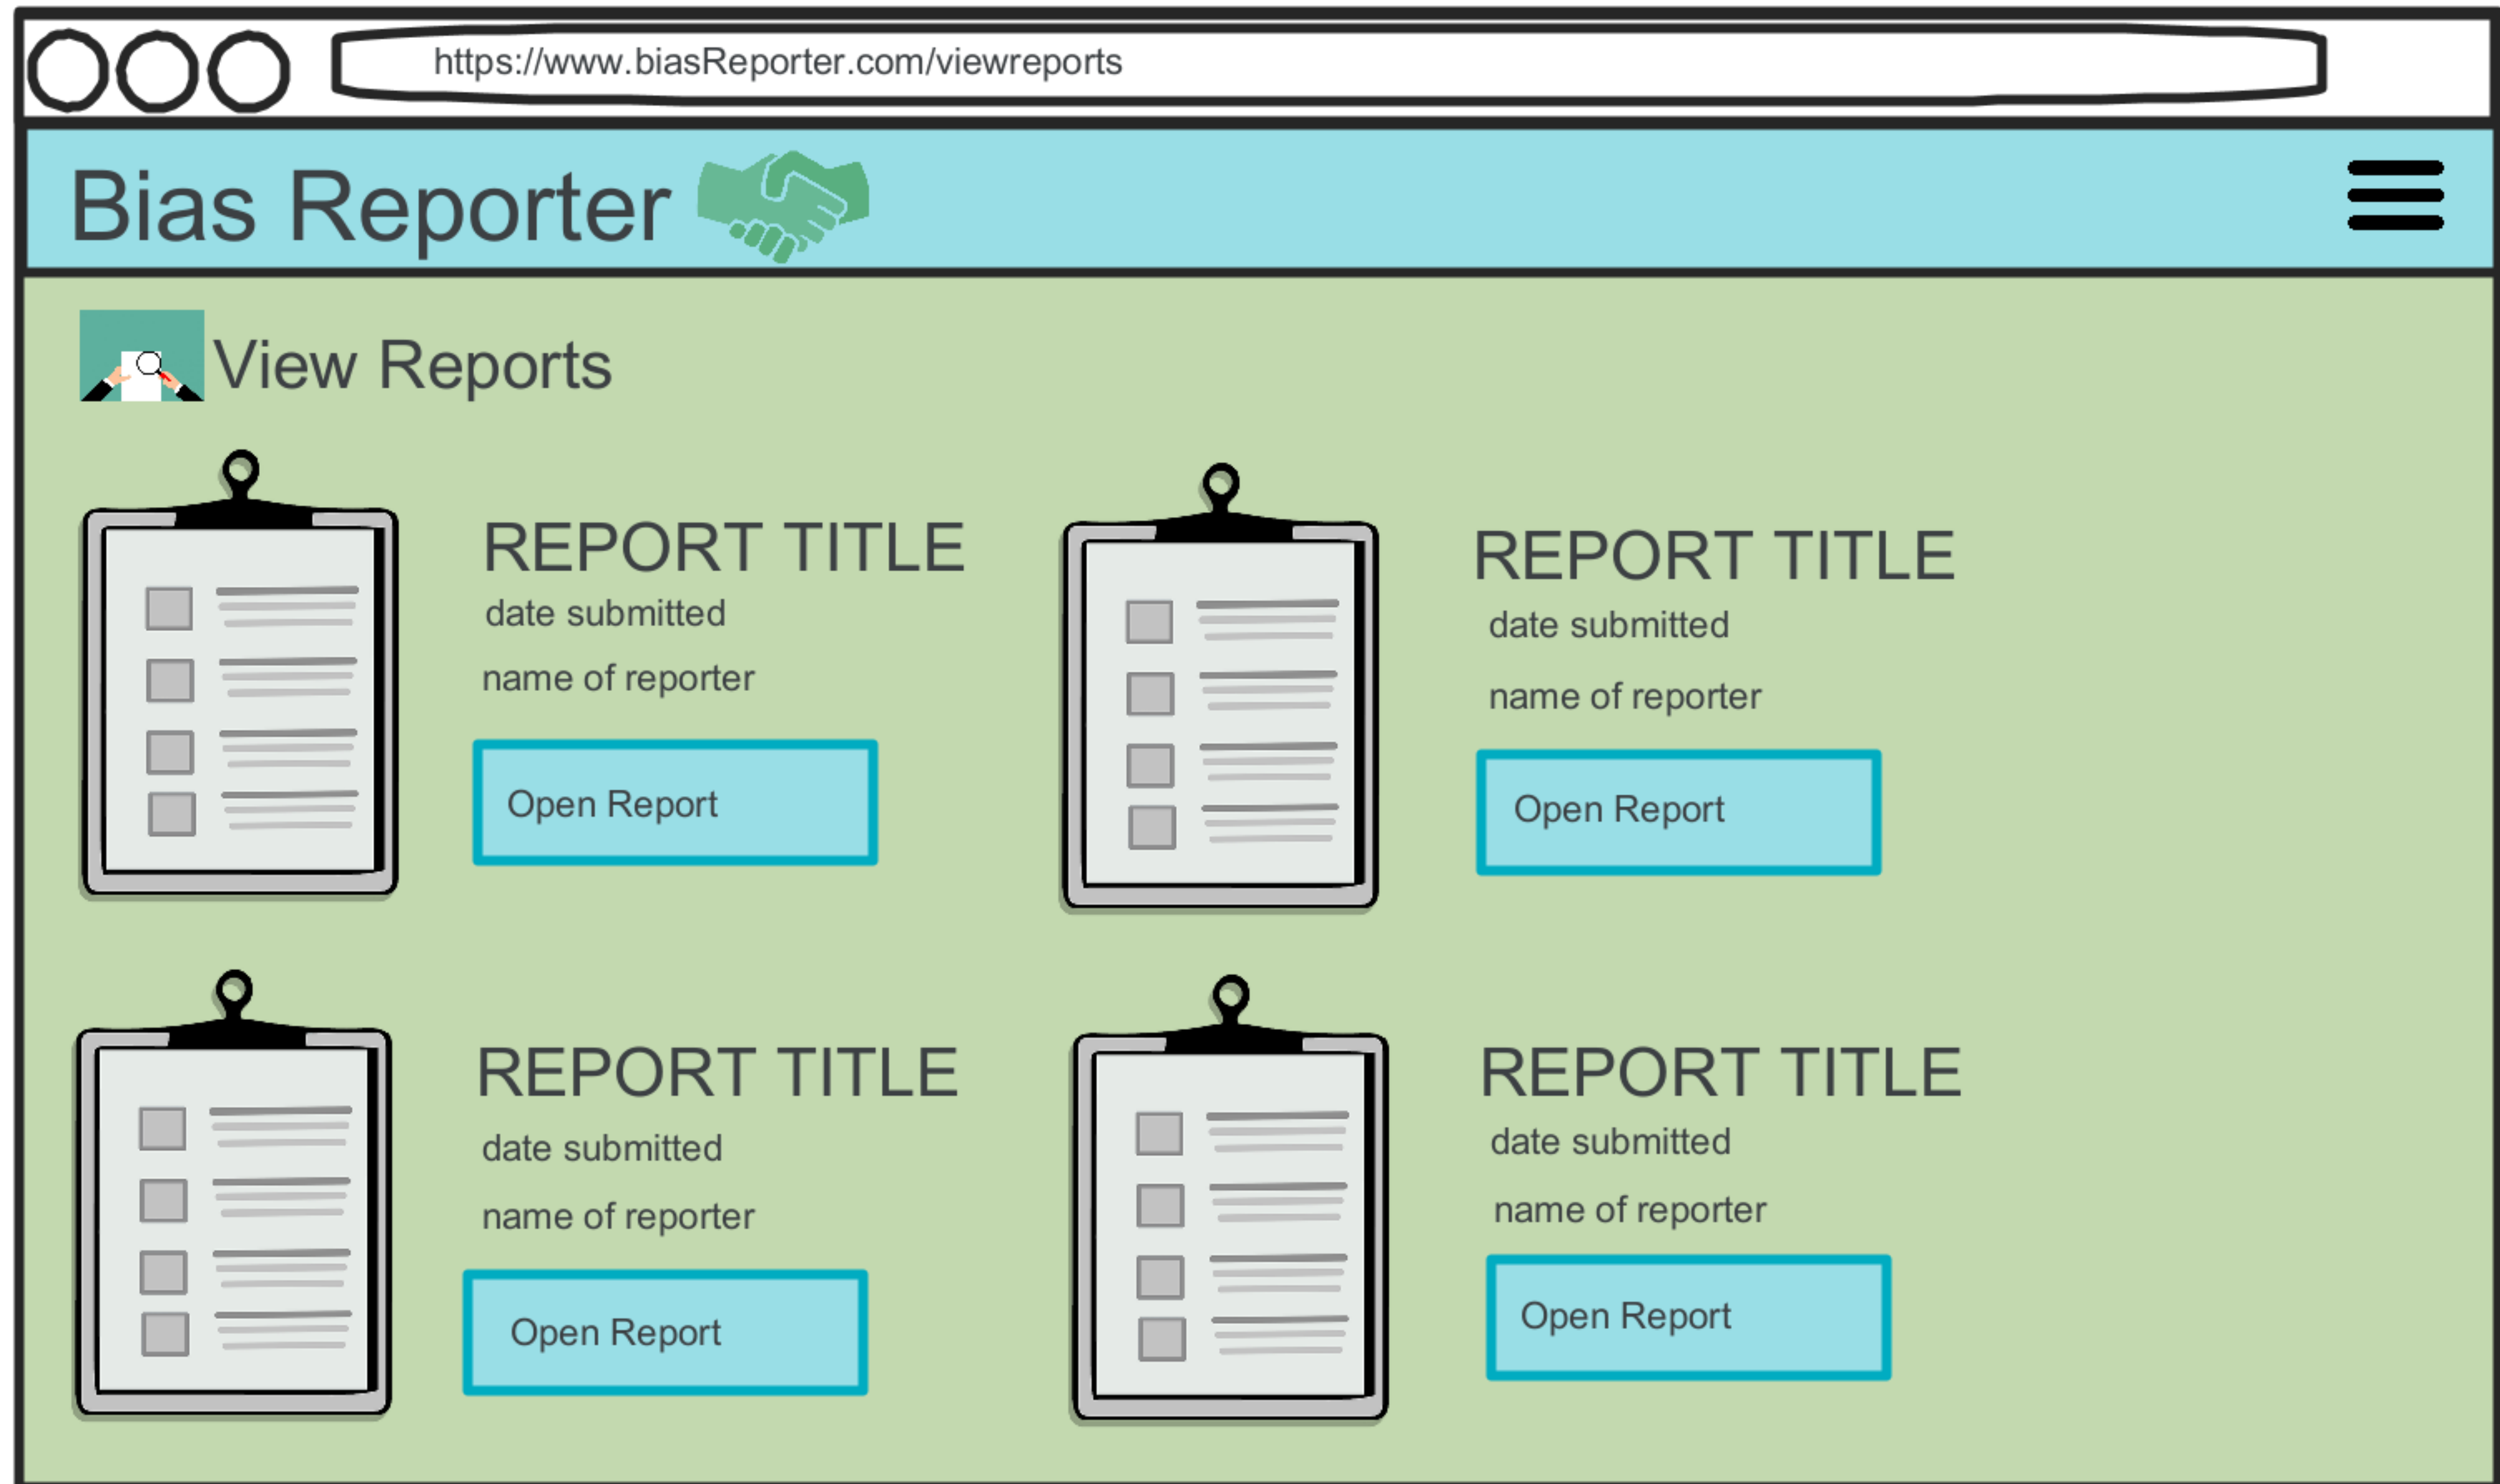 https://www.biasReporter.com/viewreports
Bias Reporter
View Reports
REPORT TITLE
date submitted
name of reporter
Open Report
REPORT TITLE
date submitted
name of reporter
Open Report
REPORT TITLE
date submitted
name of reporter
Open Report
REPORT TITLE
date submitted
name of reporter
Open Report